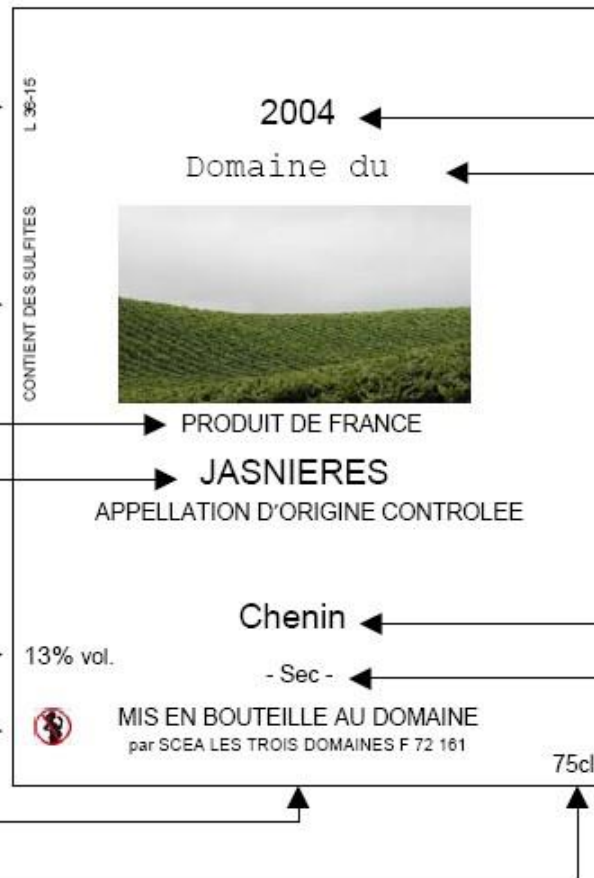 L 36-15
CONTIENT DES SULFITES
2004
Domaine du
PRODUIT DE FRANCE
JASNIERES
APPELLATION D'ORIGINE CONTROLEE
Chenin
13% vol.
- Sec -
MIS EN BOUTEILLE AU DOMAINE
par SCEA LES TROIS DOMAINES F 72 161
75cl